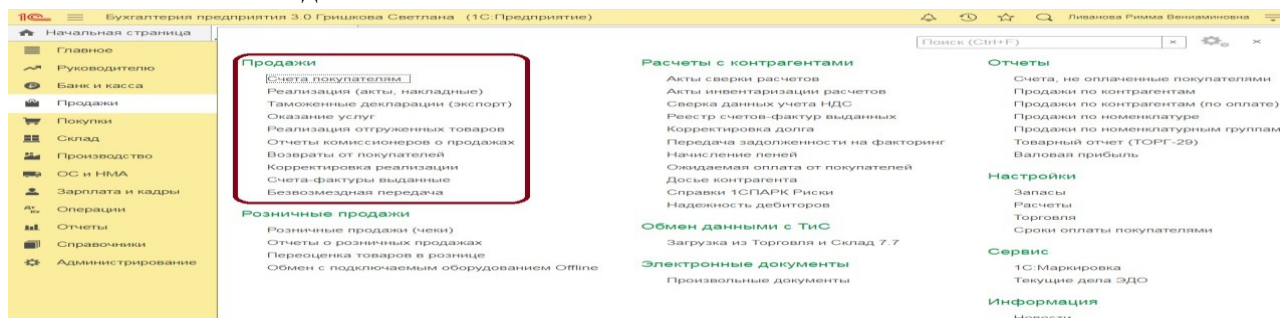 1С Бухгалтерия предприятия 3.0 Гришкова Светлана (1С:Предприятие)
Ливанова Римма Вениаминовна
Начальная страница
Поиск (Ctrl+F)
Главное
Руководителю
Банк и касса
Продажи
Покупки
Склад
Производство
ОС и НМА
Зарплата и кадры
Операции
Отчеты
Справочники
Администрирование
Продажи
Счета покупателям
Реализация (акты, накладные)
Таможенные декларации (экспорт)
Оказание услуг
Реализация отгруженных товаров
Отчеты комиссионеров о продажах
Возвраты от покупателей
Корректировка реализации
Счета-фактуры выданные
Безвозмездная передача
Розничные продажи
Розничные продажи (чеки)
Отчеты о розничных продажах
Переоценка товаров в рознице
Обмен с подключаемым оборудованием Offline
Расчеты с контрагентами
Акты сверки расчетов
Акты инвентаризации расчетов
Сверка данных учета НДС
Реестр счетов-фактур выданных
Корректировка долга
Передача задолженности на факторинг
Начисление пеней
Ожидаемая оплата от покупателей
Досье контрагента
Справки 1СПАРК Риски
Надежность дебиторов
Обмен данными с ТиС
Загрузка из Торговля и Склад 7.7
Электронные документы
Произвольные документы
Отчеты
Счета, не оплаченные покупателями
Продажи по контрагентам
Продажи по контрагентам (по оплате)
Продажи по номенклатуре
Продажи по номенклатурным группам
Товарный отчет (ТОРГ-29)
Валовая прибыль
Настройки
Запасы
Расчеты
Торговля
Сроки оплаты покупателями
Сервис
1С:Маркировка
Текущие дела ЭДО
Информация
Новости